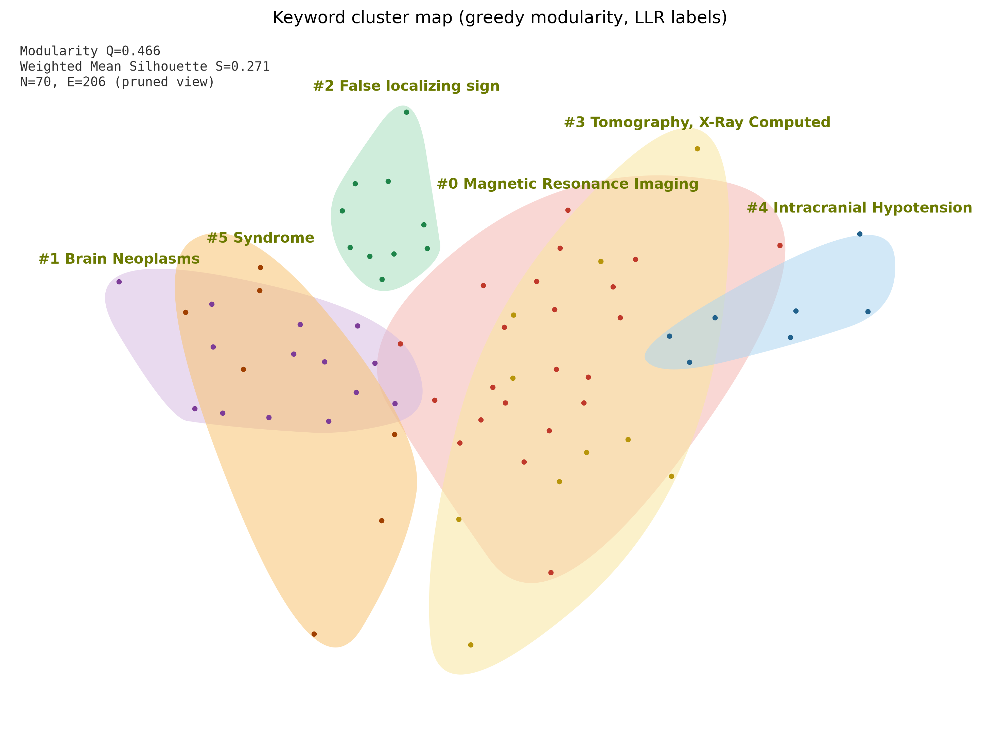 Keyword cluster map (greedy modularity, LLR labels)
Modularity Q=0.466
Weighted Mean Silhouette S=0.271
N=70, E=206 (pruned view)
#2 False localizing sign
#3 Tomography, X-Ray Computed
#0 Magnetic Resonance Imaging
#4 Intracranial Hypotension
#5 Syndrome
#1 Brain Neoplasms